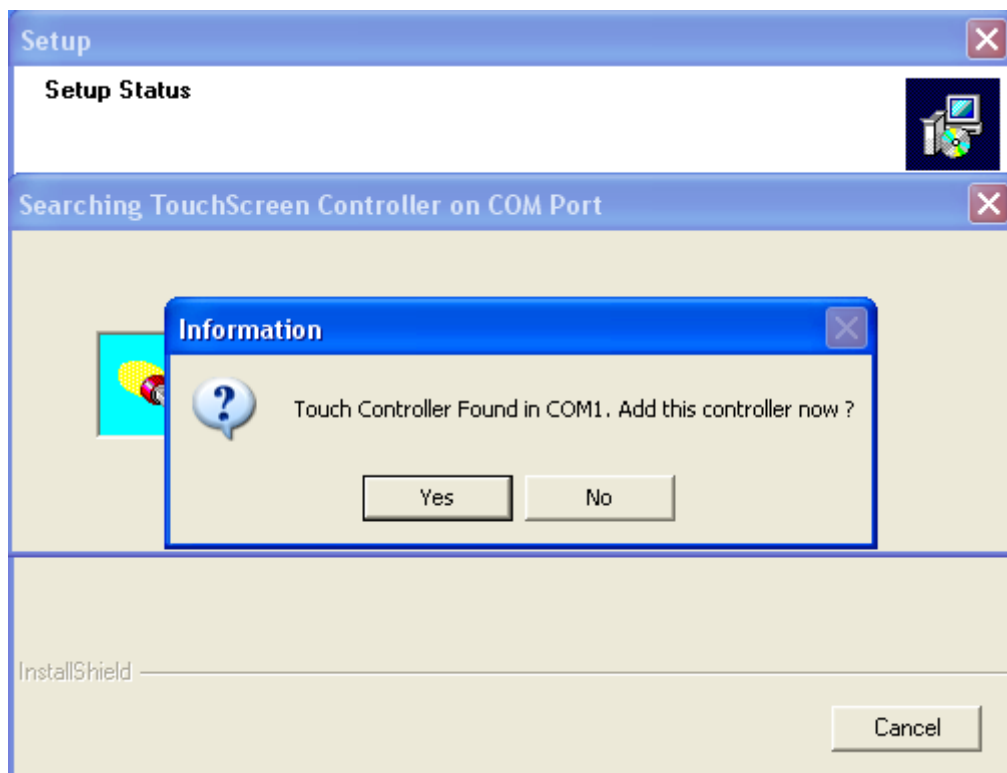 Setup
Setup Status
Searching TouchScreen Controller on COM Port
Information
Touch Controller Found in COM1. Add this controller now ?
Yes
No
InstallShield
Cancel